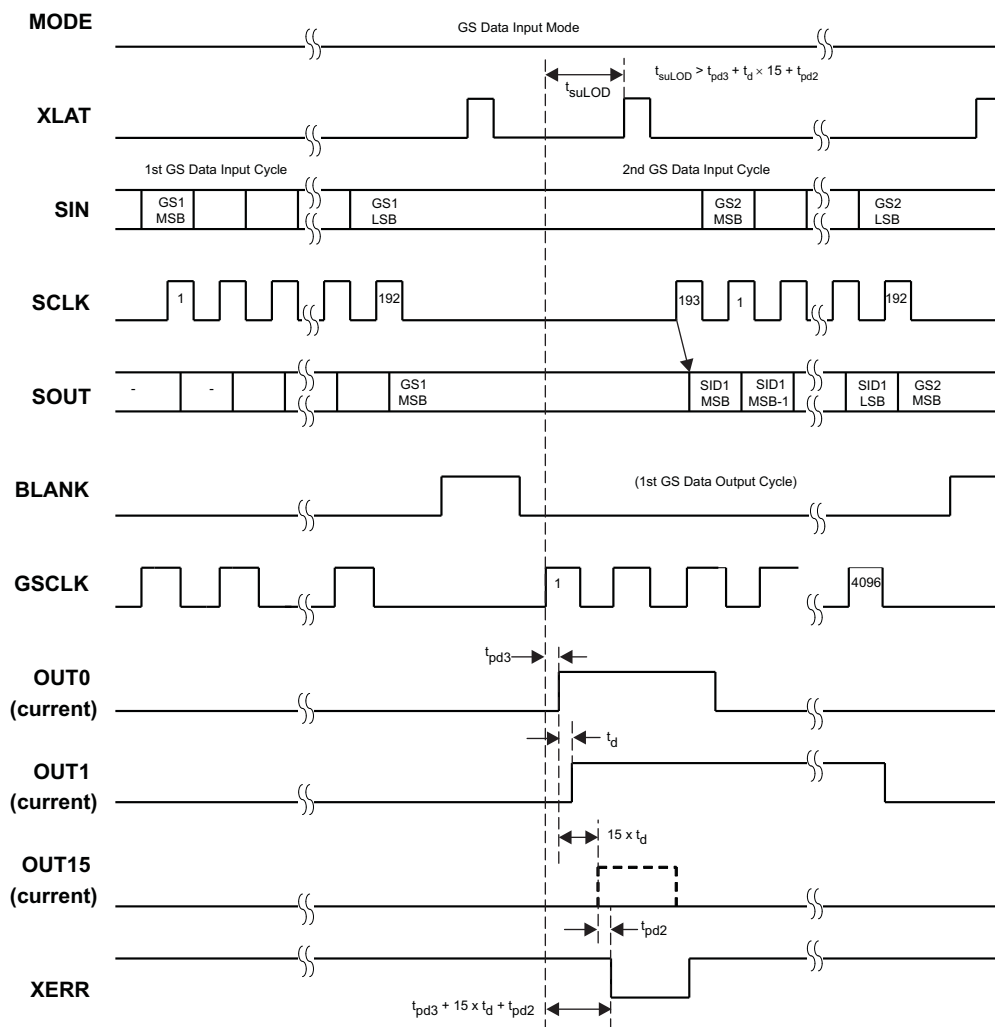 MODE
GS Data Input Mode
tsuLOD
tsuLOD > tpd3 + td × 15 + tpd2
XLAT
1st GS Data Input Cycle
2nd GS Data Input Cycle
SIN
GS1
MSB
GS1
LSB
GS2
MSB
GS2
LSB
SCLK
1
192
193
1
192
SOUT
-
-
GS1
MSB
SID1
MSB
SID1
MSB-1
SID1
LSB
GS2
MSB
BLANK
(1st GS Data Output Cycle)
GSCLK
1
4096
tpd3
OUT0
(current)
td
OUT1
(current)
15 x td
OUT15
(current)
tpd2
XERR
tpd3 + 15 x td + tpd2